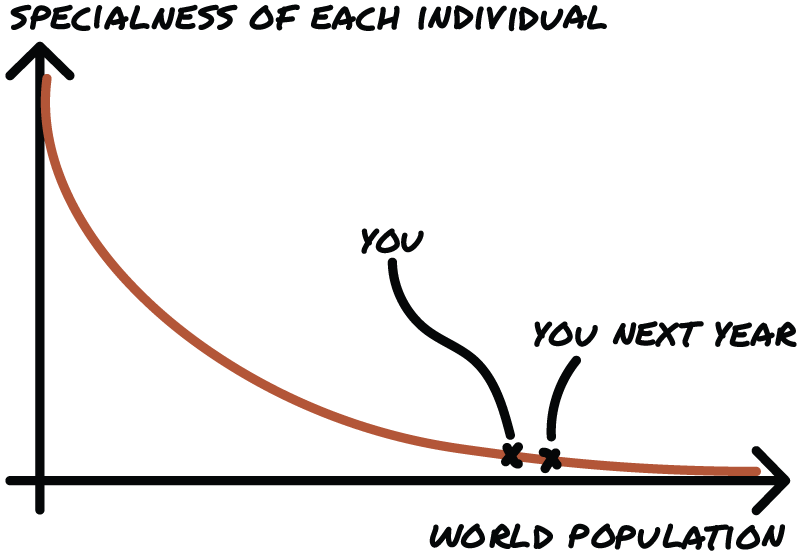 SPECIALNESS OF EACH INDIVIDUAL
YOU
YOU NEXT YEAR
WORLD POPULATION